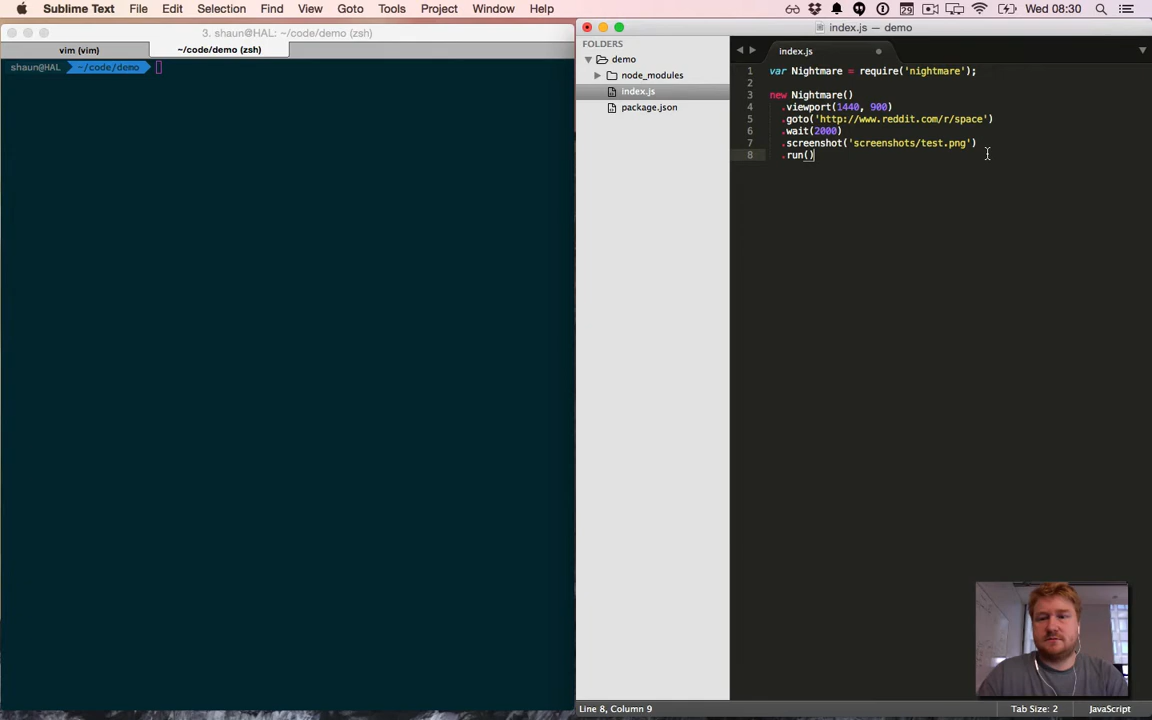 Sublime Text File Edit Selection Find View Goto Tools Project Window Help
29 Wed 08:30
3. shaun@HAL: ~/code/demo (zsh)
vim (vim)
~/code/demo (zsh)
shaun@HAL ~/code/demo
index.js — demo
FOLDERS
demo
node_modules
index.js
package.json
index.js
1 var Nightmare = require('nightmare');
2
3 new Nightmare()
4 .viewport(1440, 900)
5 .goto('http://www.reddit.com/r/space')
6 .wait(2000)
7 .screenshot('screenshots/test.png')
8 .run()
Line 8, Column 9
Tab Size: 2
JavaScript